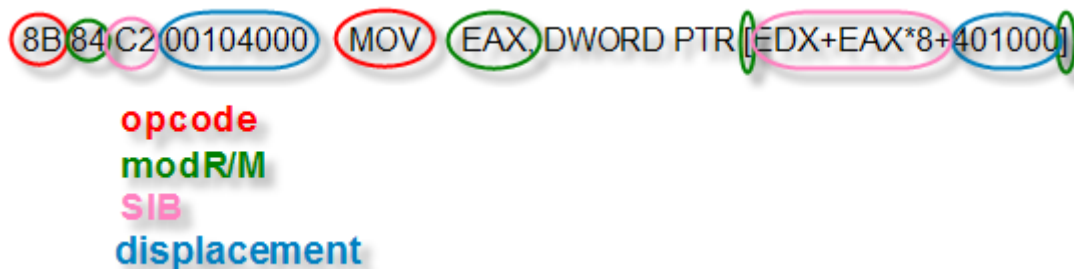 8B 84 C2 00104000 MOV EAX, DWORD PTR [EDX+EAX*8+401000]
opcode
modR/M
SIB
displacement